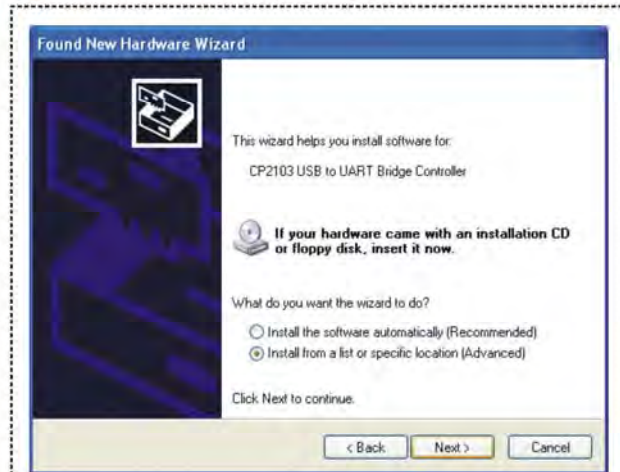 Found New Hardware Wizard
This wizard helps you install software for:
CP2103 USB to UART Bridge Controller
If your hardware came with an installation CD
or floppy disk, insert it now.
What do you want the wizard to do?
Install the software automatically (Recommended)
Install from a list or specific location (Advanced)
Click Next to continue.
< Back Next > Cancel